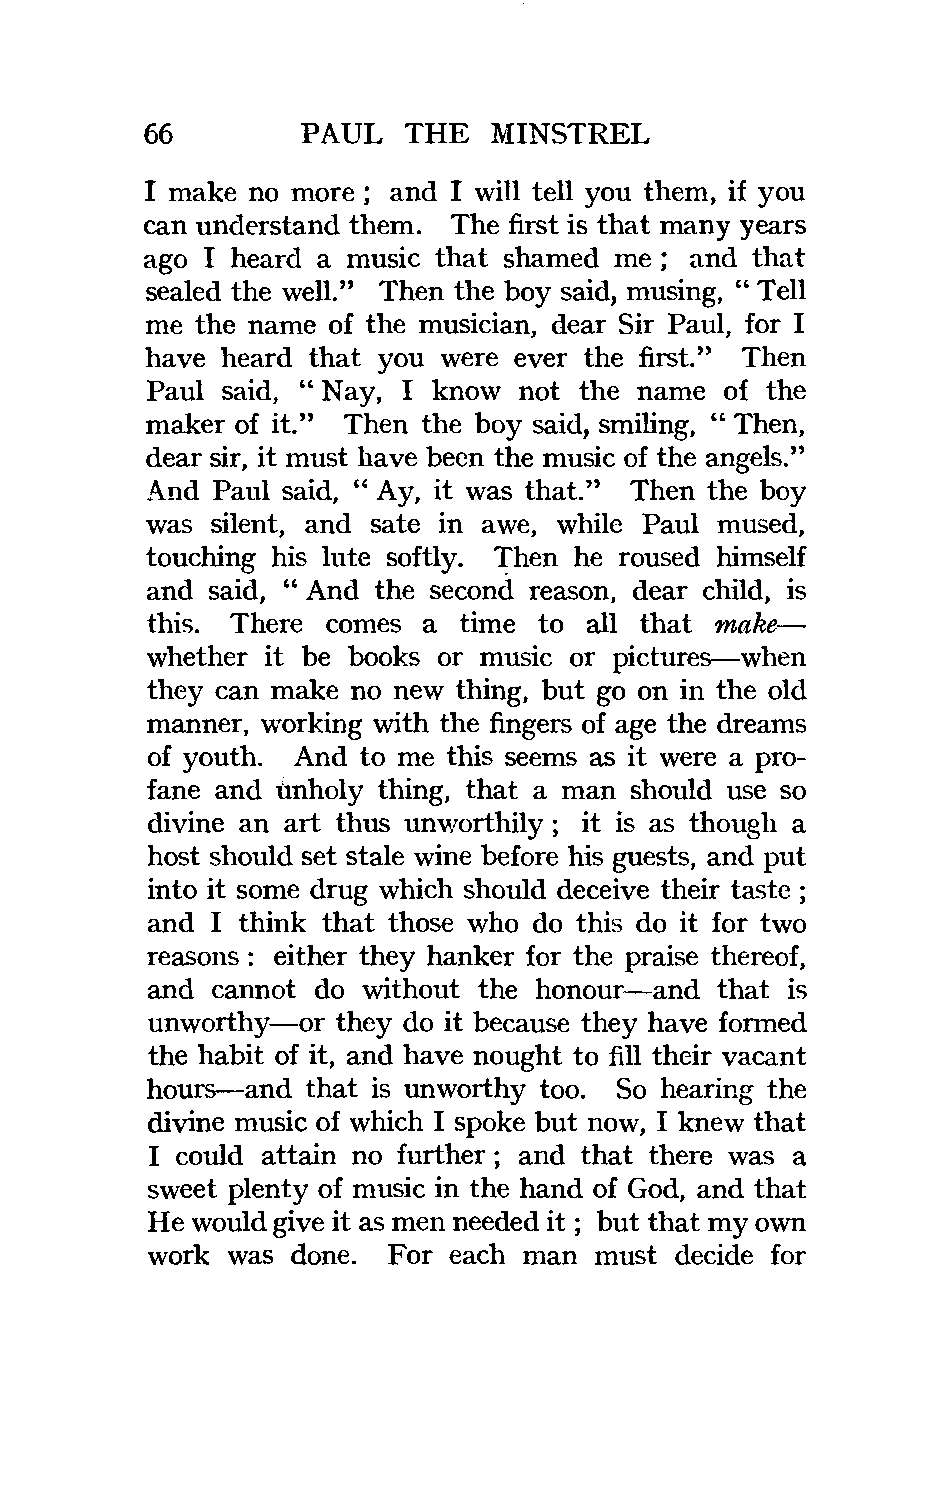 66 PAUL THE MINSTREL
I make no more ; and I will tell you them, if you
can understand them. The first is that many years
ago I heard a music that shamed me ; and that
sealed the well.” Then the boy said, musing, “ Tell
me the name of the musician, dear Sir Paul, for I
have heard that you were ever the first.” Then
Paul said, “ Nay, I know not the name of the
maker of it.” Then the boy said, smiling, “ Then,
dear sir, it must have been the music of the angels.”
And Paul said, “ Ay, it was that.” Then the boy
was silent, and sate in awe, while Paul mused,
touching his lute softly. Then he roused himself
and said, “ And the second reason, dear child, is
this. There comes a time to all that make—
whether it be books or music or pictures—when
they can make no new thing, but go on in the old
manner, working with the fingers of age the dreams
of youth. And to me this seems as it were a pro-
fane and unholy thing, that a man should use so
divine an art thus unworthily ; it is as though a
host should set stale wine before his guests, and put
into it some drug which should deceive their taste ;
and I think that those who do this do it for two
reasons : either they hanker for the praise thereof,
and cannot do without the honour—and that is
unworthy—or they do it because they have formed
the habit of it, and have nought to fill their vacant
hours—and that is unworthy too. So hearing the
divine music of which I spoke but now, I knew that
I could attain no further ; and that there was a
sweet plenty of music in the hand of God, and that
He would give it as men needed it ; but that my own
work was done. For each man must decide for